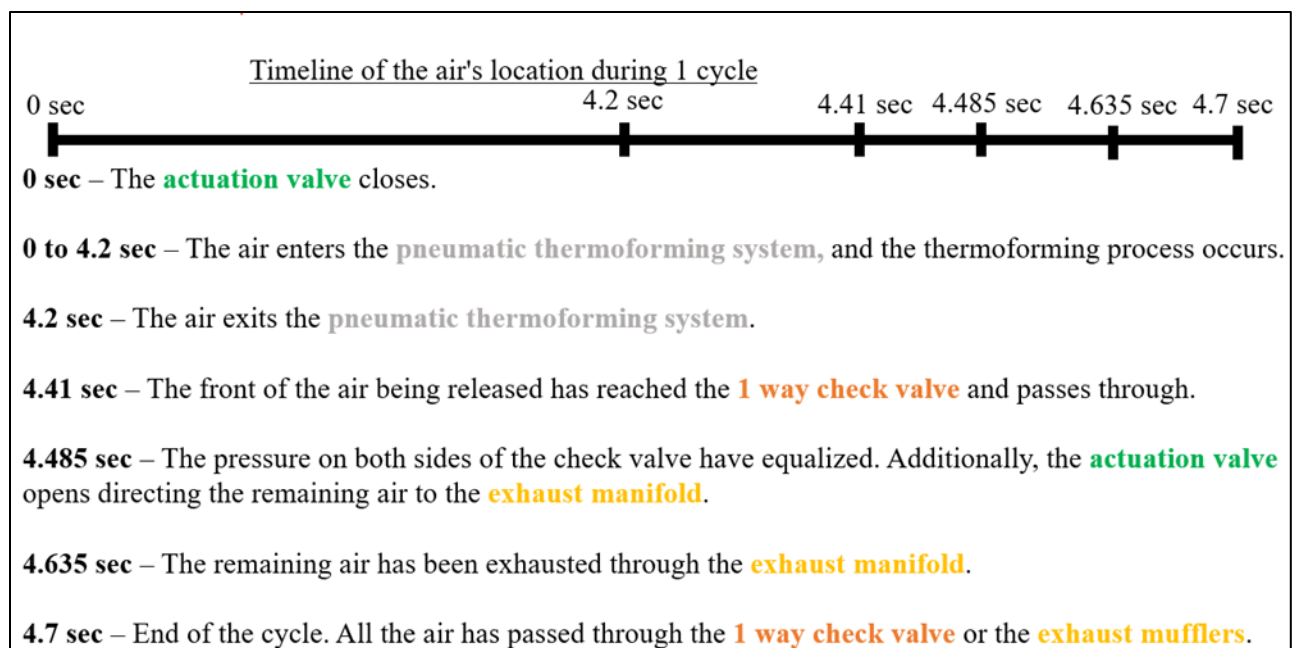 Timeline of the air's location during 1 cycle
0 sec 4.2 sec 4.41 sec 4.485 sec 4.635 sec 4.7 sec
0 sec – The actuation valve closes.
0 to 4.2 sec – The air enters the pneumatic thermoforming system, and the thermoforming process occurs.
4.2 sec – The air exits the pneumatic thermoforming system.
4.41 sec – The front of the air being released has reached the 1 way check valve and passes through.
4.485 sec – The pressure on both sides of the check valve have equalized. Additionally, the actuation valve
opens directing the remaining air to the exhaust manifold.
4.635 sec – The remaining air has been exhausted through the exhaust manifold.
4.7 sec – End of the cycle. All the air has passed through the 1 way check valve or the exhaust mufflers.